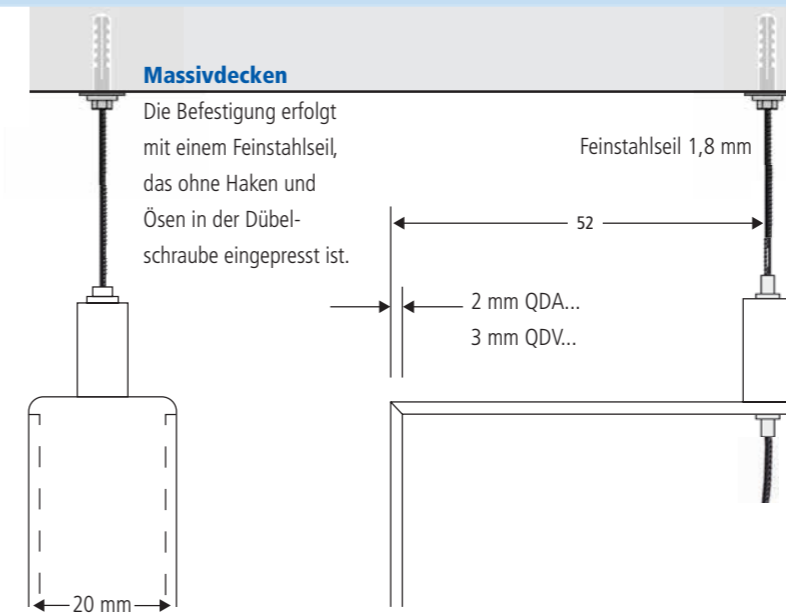 Massivdecken
Die Befestigung erfolgt
mit einem Feinstahlseil,
das ohne Haken und
Ösen in der Dübel-
schraube eingepresst ist.
Feinstahlseil 1,8 mm
52
2 mm QDA...
3 mm QDV...
20 mm